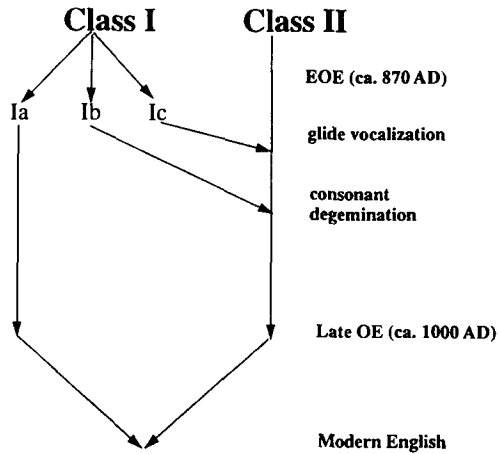 Class I Class II
EOE (ca. 870 AD)
Ia Ib Ic
glide vocalization
consonant
degemination
Late OE (ca. 1000 AD)
Modern English